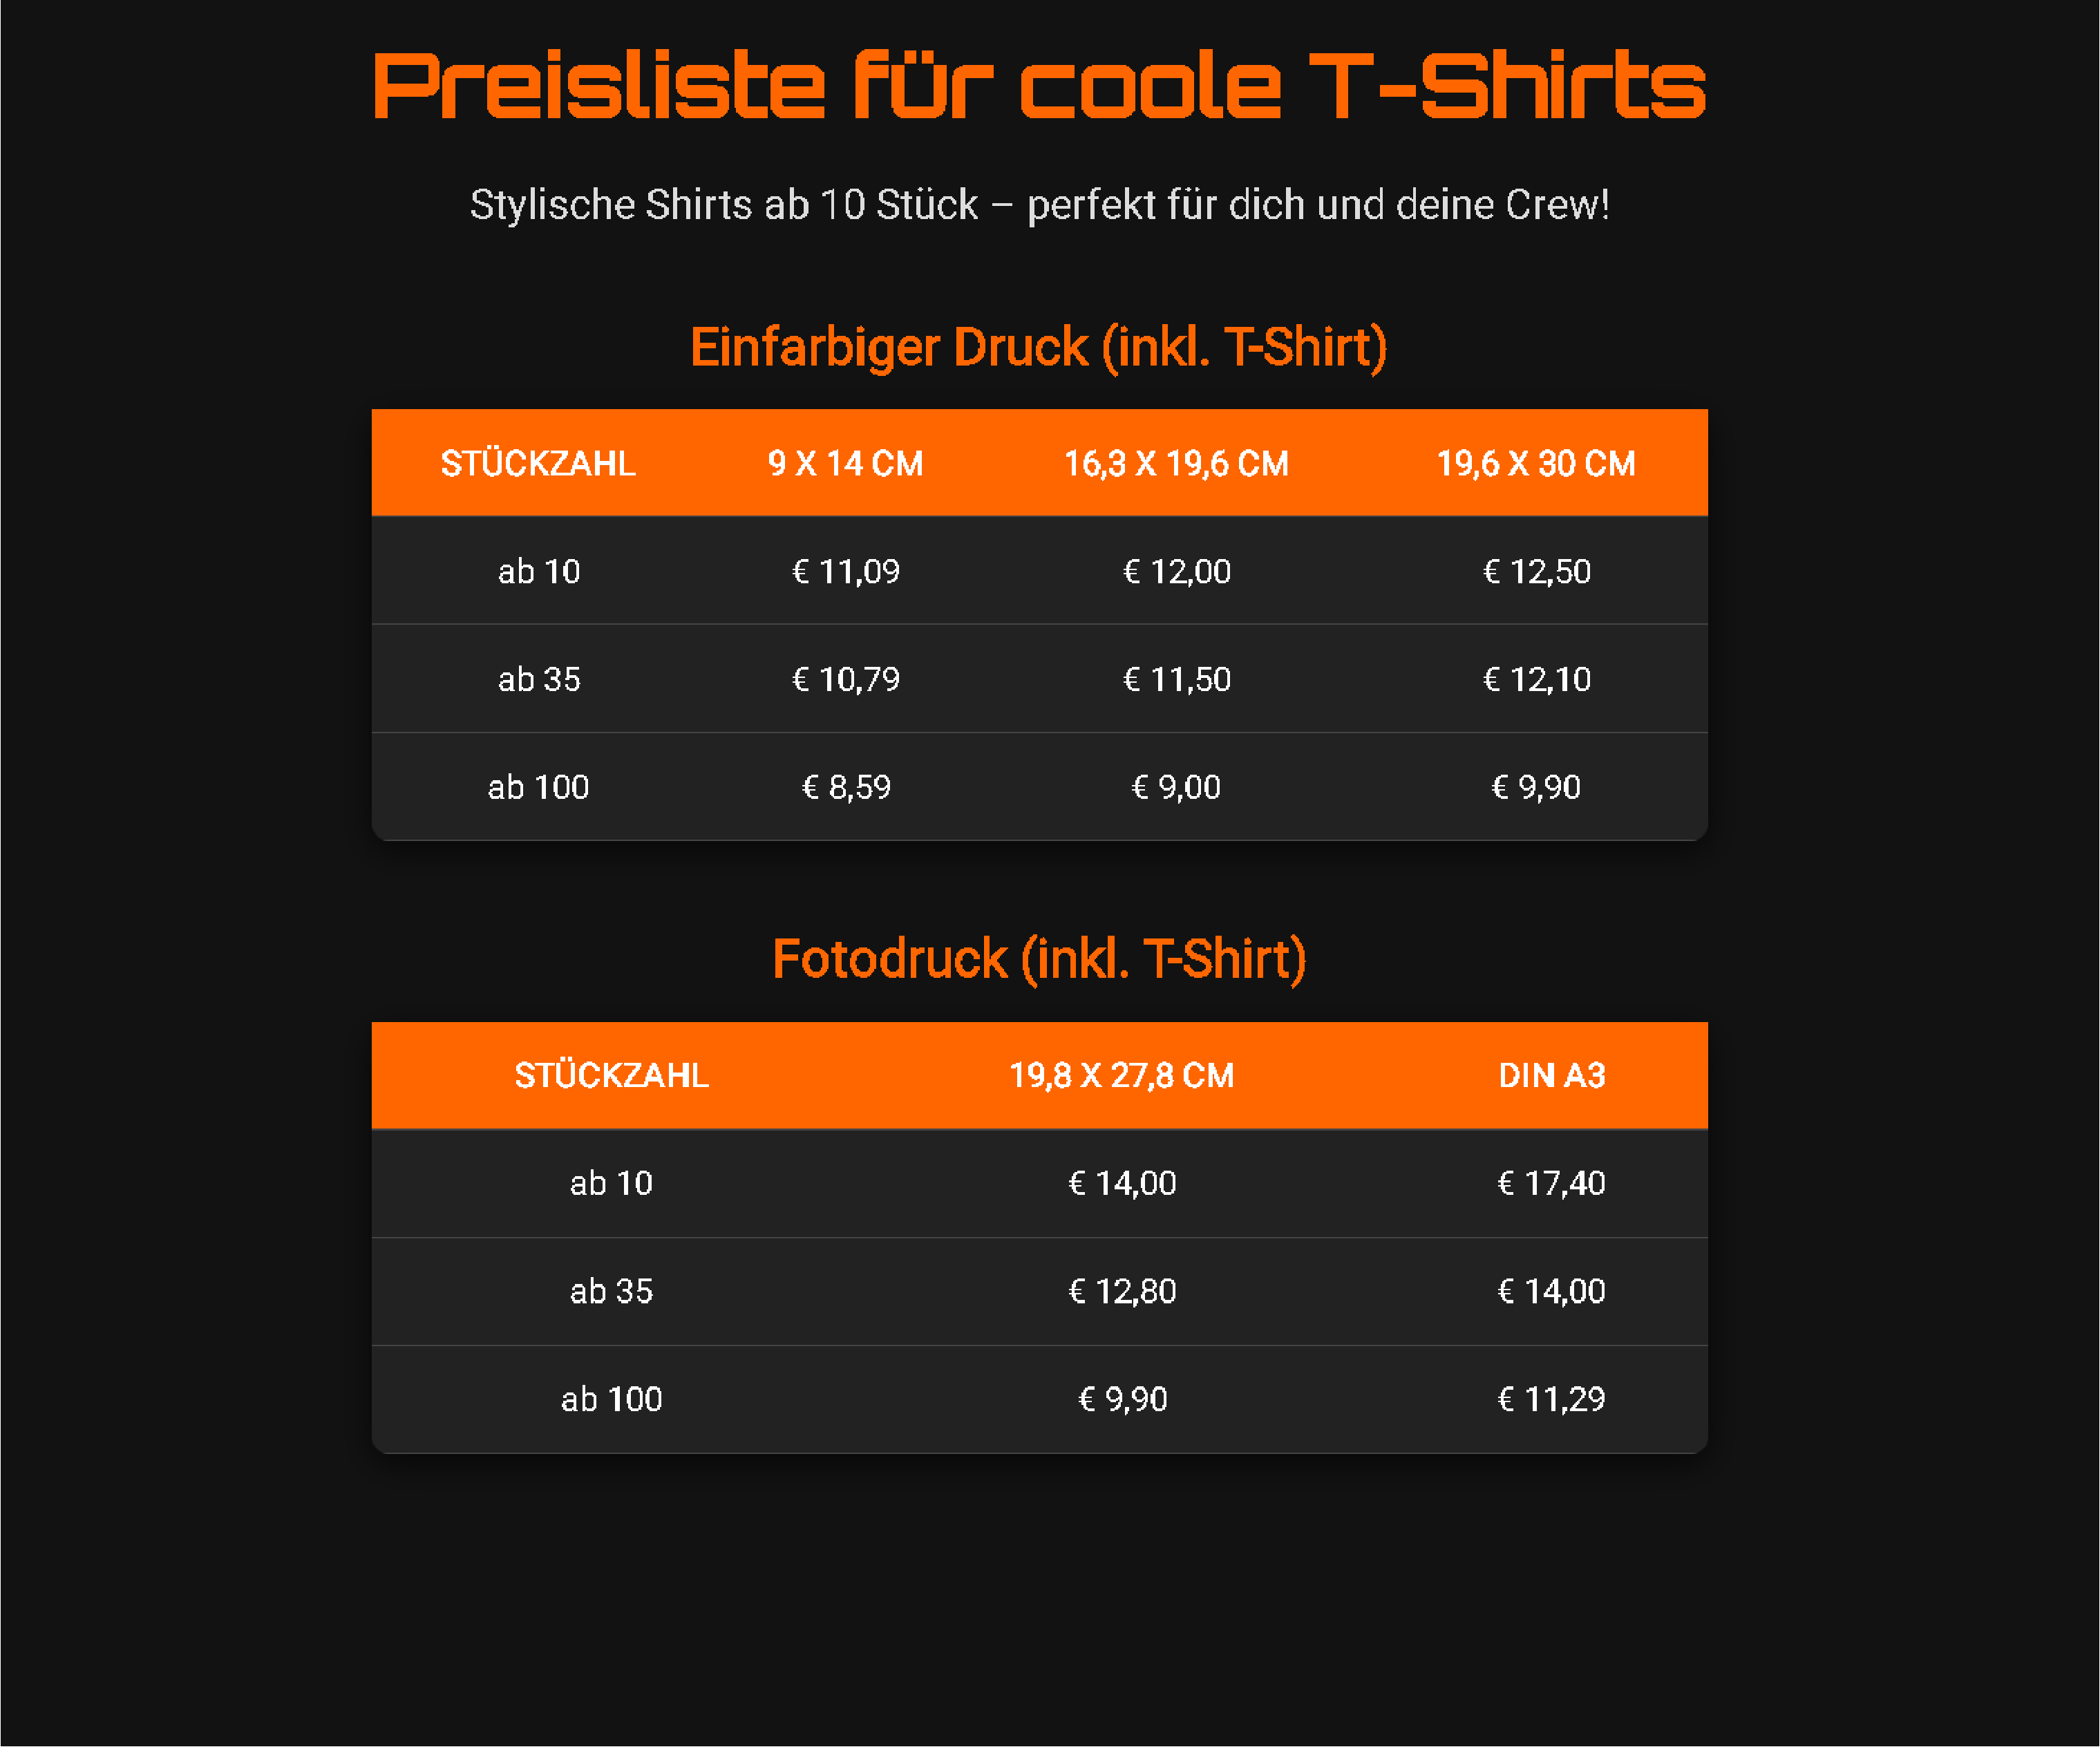 Preisliste für coole T-Shirts
Stylische Shirts ab 10 Stück – perfekt für dich und deine Crew!
Einfarbiger Druck (inkl. T-Shirt)
STÜCKZAHL 9 X 14 CM 16,3 X 19,6 CM 19,6 X 30 CM
ab 10 € 11,09 € 12,00 € 12,50
ab 35 € 10,79 € 11,50 € 12,10
ab 100 € 8,59 € 9,00 € 9,90
Fotodruck (inkl. T-Shirt)
STÜCKZAHL 19,8 X 27,8 CM DIN A3
ab 10 € 14,00 € 17,40
ab 35 € 12,80 € 14,00
ab 100 € 9,90 € 11,29